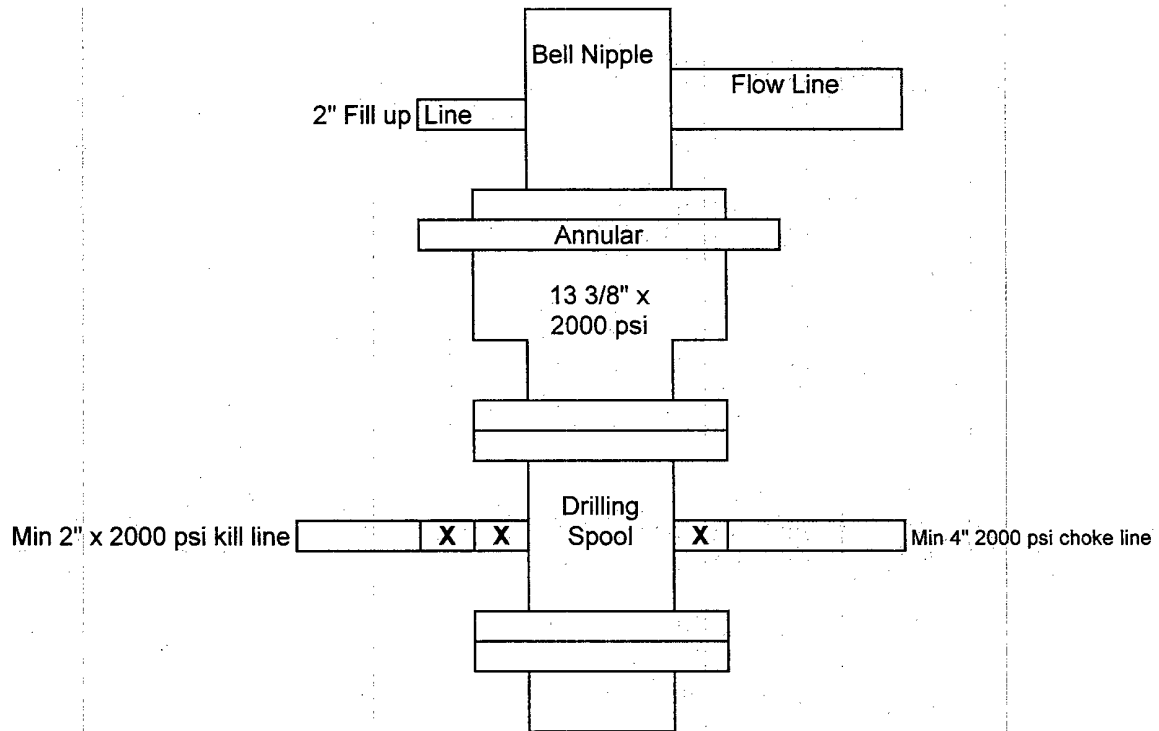 Bell Nipple
Flow Line
2" Fill up Line
Annular
13 3/8" x
2000 psi
Drilling
Spool
Min 2" x 2000 psi kill line
X X
X
Min 4" 2000 psi choke line